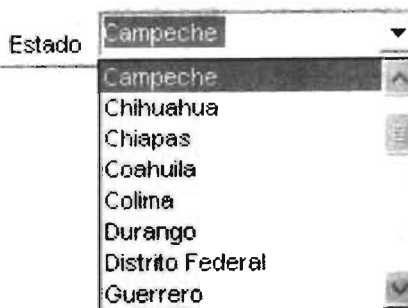 Estado Campeche
Campeche
Chihuahua
Chiapas
Coahuila
Colima
Durango
Distrito Federal
Guerrero